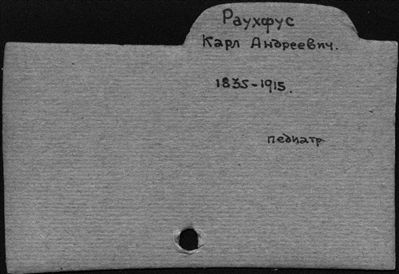 Раухфус
Карл Андреевич.
1835-1915.
педиатр